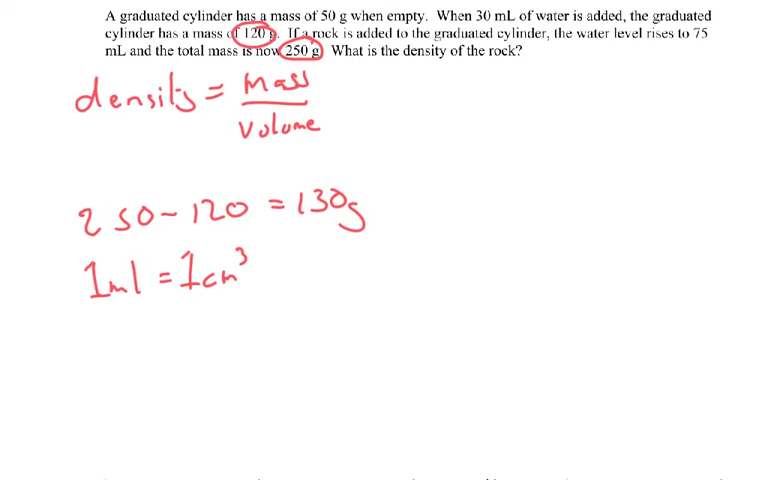 A graduated cylinder has a mass of 50 g when empty. When 30 mL of water is added, the graduated
cylinder has a mass of 120 g. If a rock is added to the graduated cylinder, the water level rises to 75
mL and the total mass is now 250 g. What is the density of the rock?
density = mass
volume
250 - 120 = 130g
1ml = 1cm³